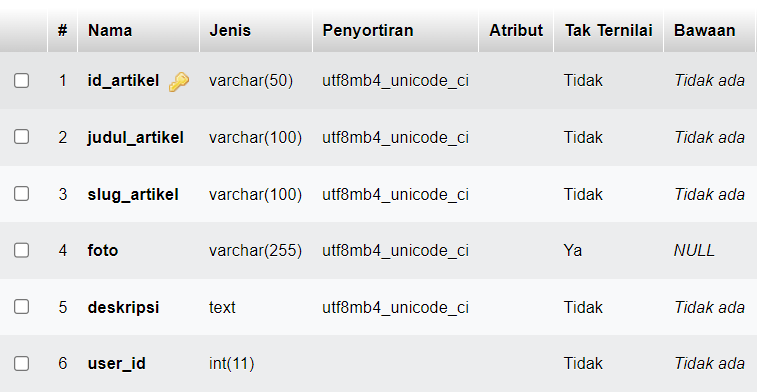 # Nama Jenis Penyortiran Atribut Tak Ternilai Bawaan
1 id_artikel varchar(50) utf8mb4_unicode_ci Tidak Tidak ada
2 judul_artikel varchar(100) utf8mb4_unicode_ci Tidak Tidak ada
3 slug_artikel varchar(100) utf8mb4_unicode_ci Tidak Tidak ada
4 foto varchar(255) utf8mb4_unicode_ci Ya NULL
5 deskripsi text utf8mb4_unicode_ci Tidak Tidak ada
6 user_id int(11) Tidak Tidak ada